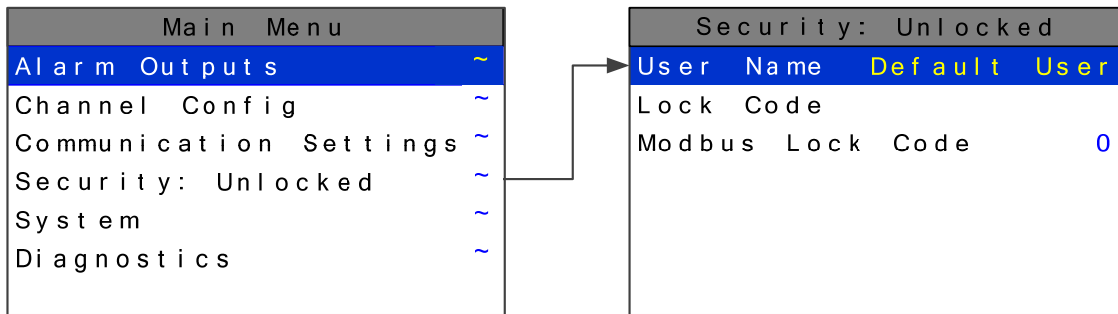 Main Menu
Alarm Outputs ~
Channel Config ~
Communication Settings ~
Security: Unlocked ~
System ~
Diagnostics ~
Security: Unlocked
User Name Default User
Lock Code
Modbus Lock Code 0